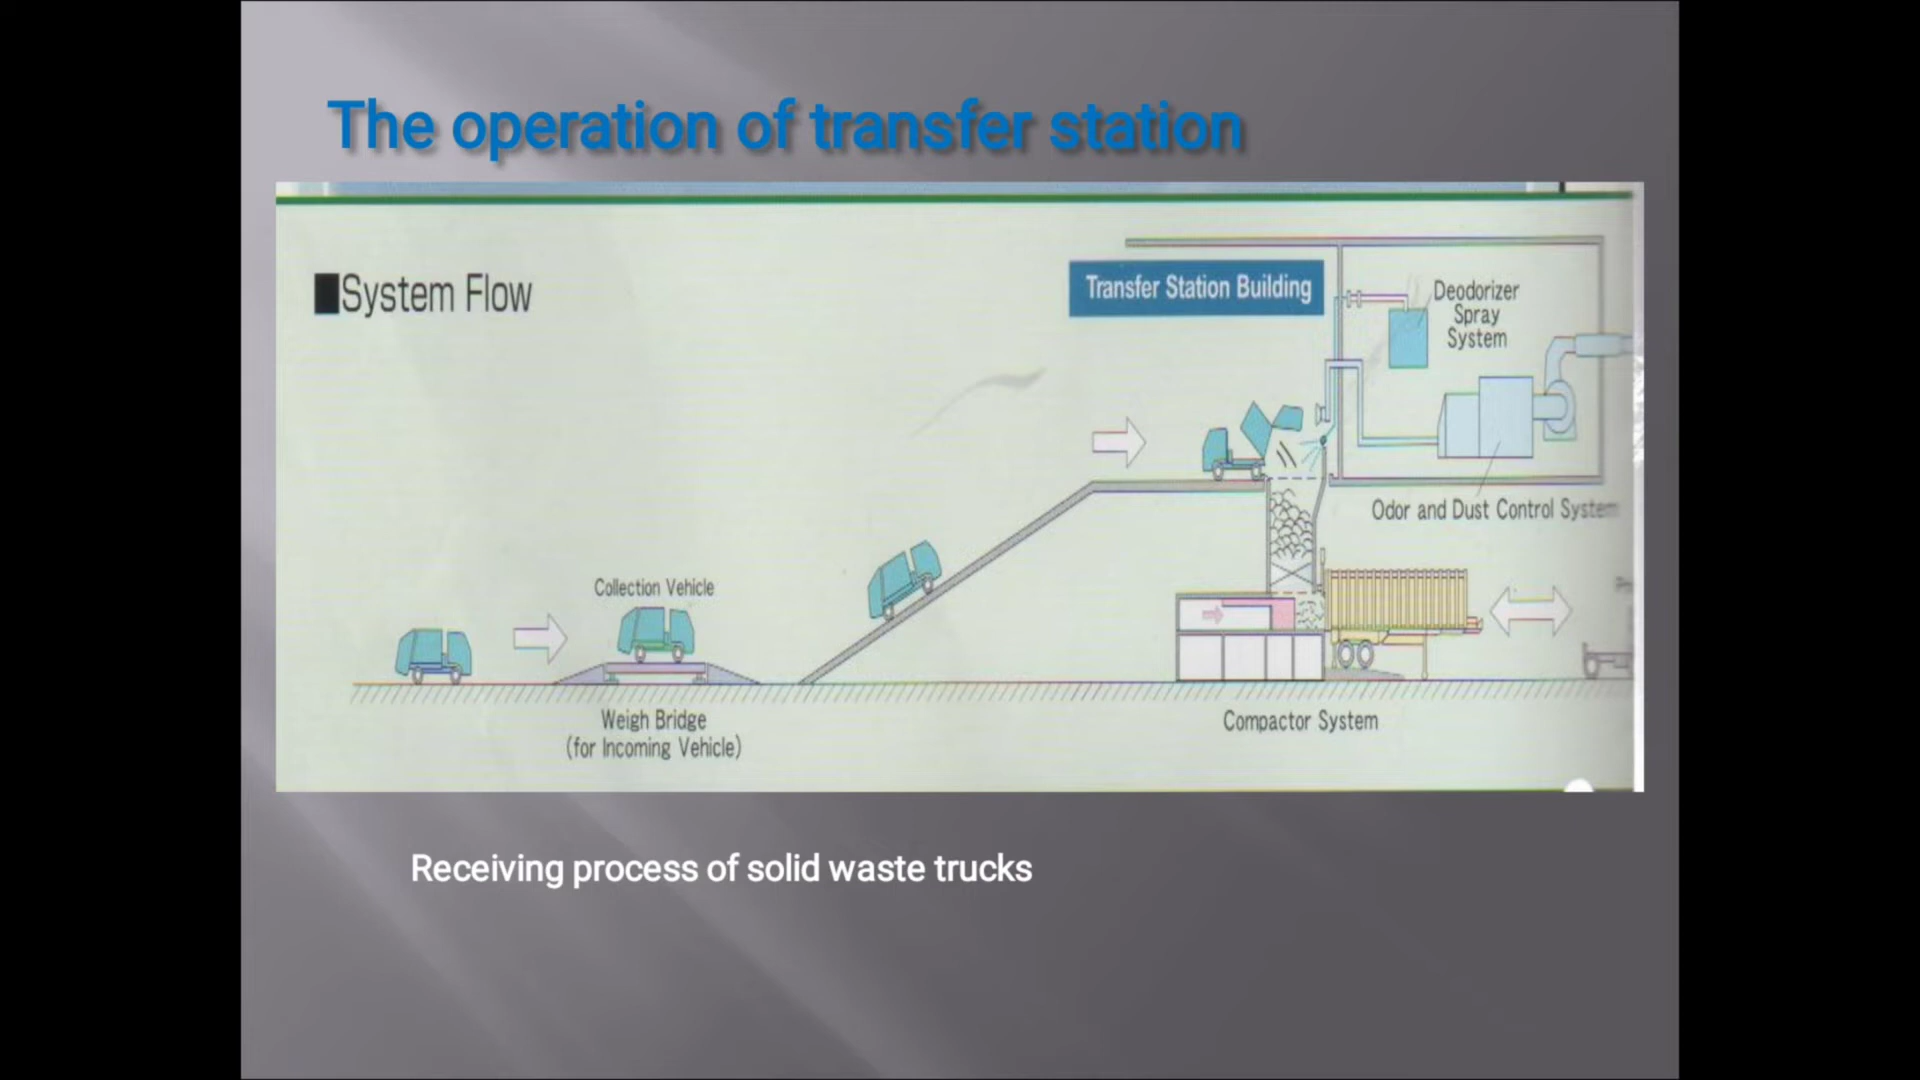 The operation of transfer station
■System Flow
Transfer Station Building
Deodorizer
Spray
System
Odor and Dust Control System
Collection Vehicle
Weigh Bridge
(for Incoming Vehicle)
Compactor System
Receiving process of solid waste trucks